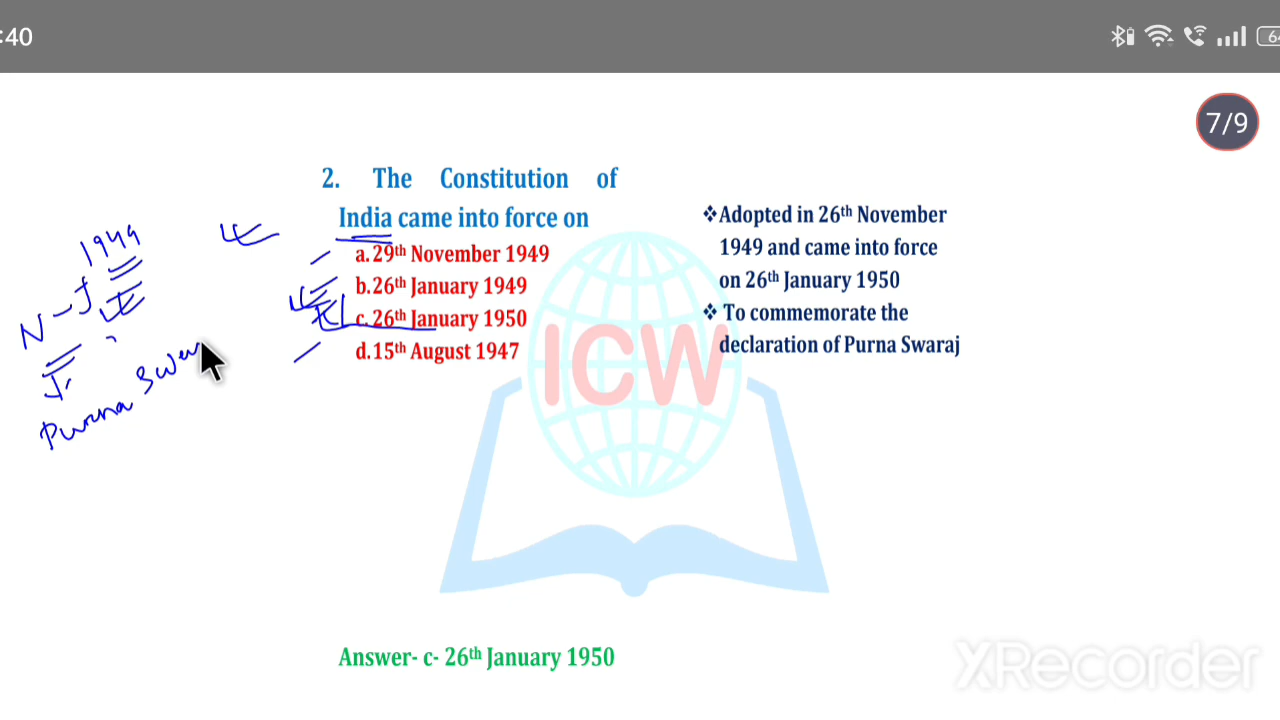 :40
64
7/9
2. The Constitution of
India came into force on
a.29th November 1949
b.26th January 1949
c.26th January 1950
d.15th August 1947
❖Adopted in 26th November
1949 and came into force
on 26th January 1950
❖ To commemorate the
declaration of Purna Swaraj
1949
N-J
Purna Swa
ICW
Answer- c- 26th January 1950
XRecorder